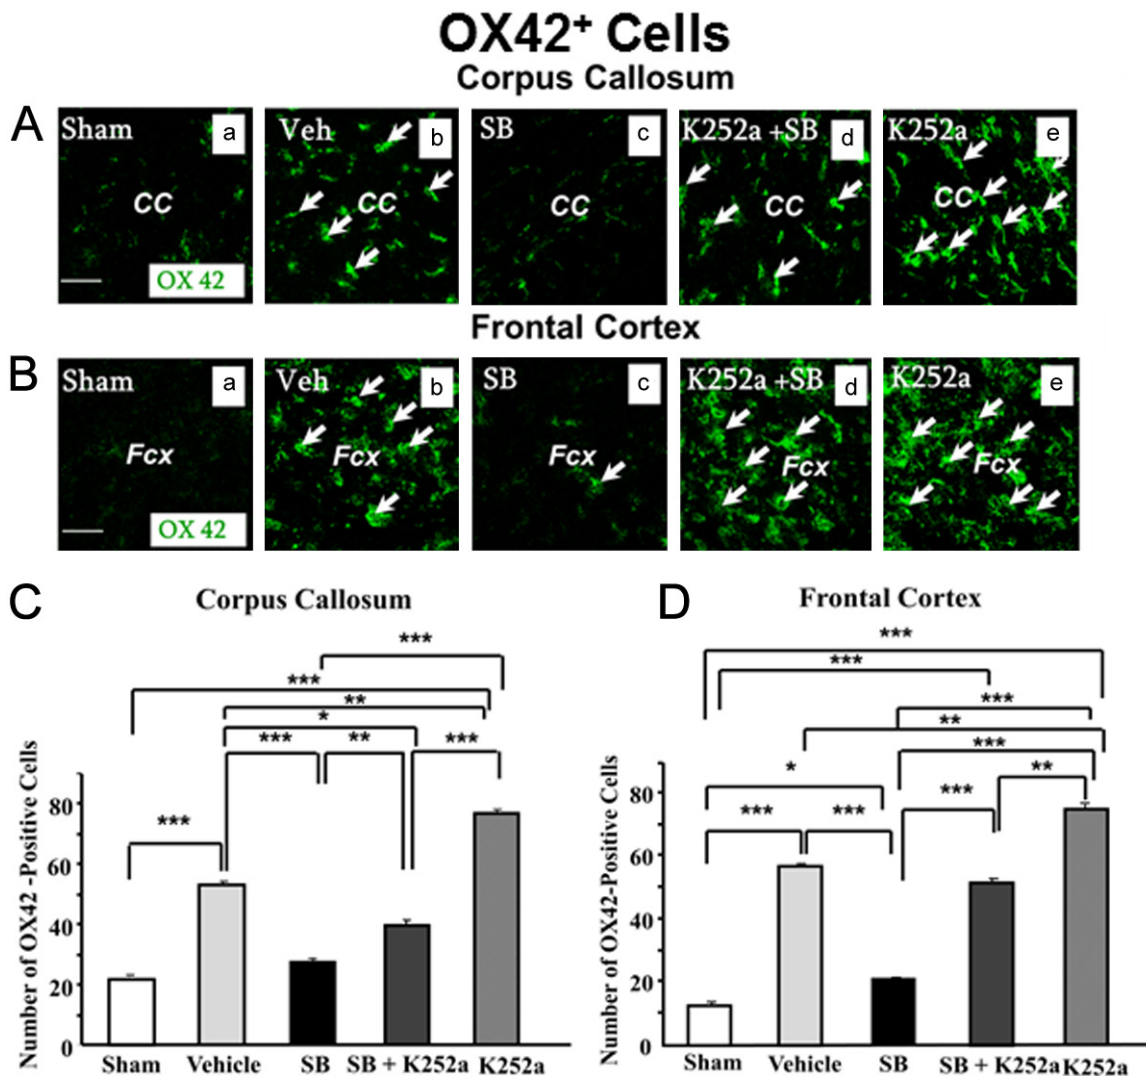 OX42⁺ Cells
Corpus Callosum
A
Sham a
Veh b
SB c
K252a +SB d
K252a e
CC
CC
CC
CC
CC
OX 42
Frontal Cortex
B
Sham a
Veh b
SB c
K252a +SB d
K252a e
Fcx
Fcx
Fcx
Fcx
Fcx
OX 42
C
Corpus Callosum
***
***
**
*
*** ** ***
***
Number of OX42 -Positive Cells
80
60
40
20
0
Sham Vehicle SB SB + K252a K252a
D
Frontal Cortex
***
***
***
**
***
* **
***
*** ***
Number of OX42-Positive Cells
80
60
40
20
0
Sham Vehicle SB SB + K252a K252a